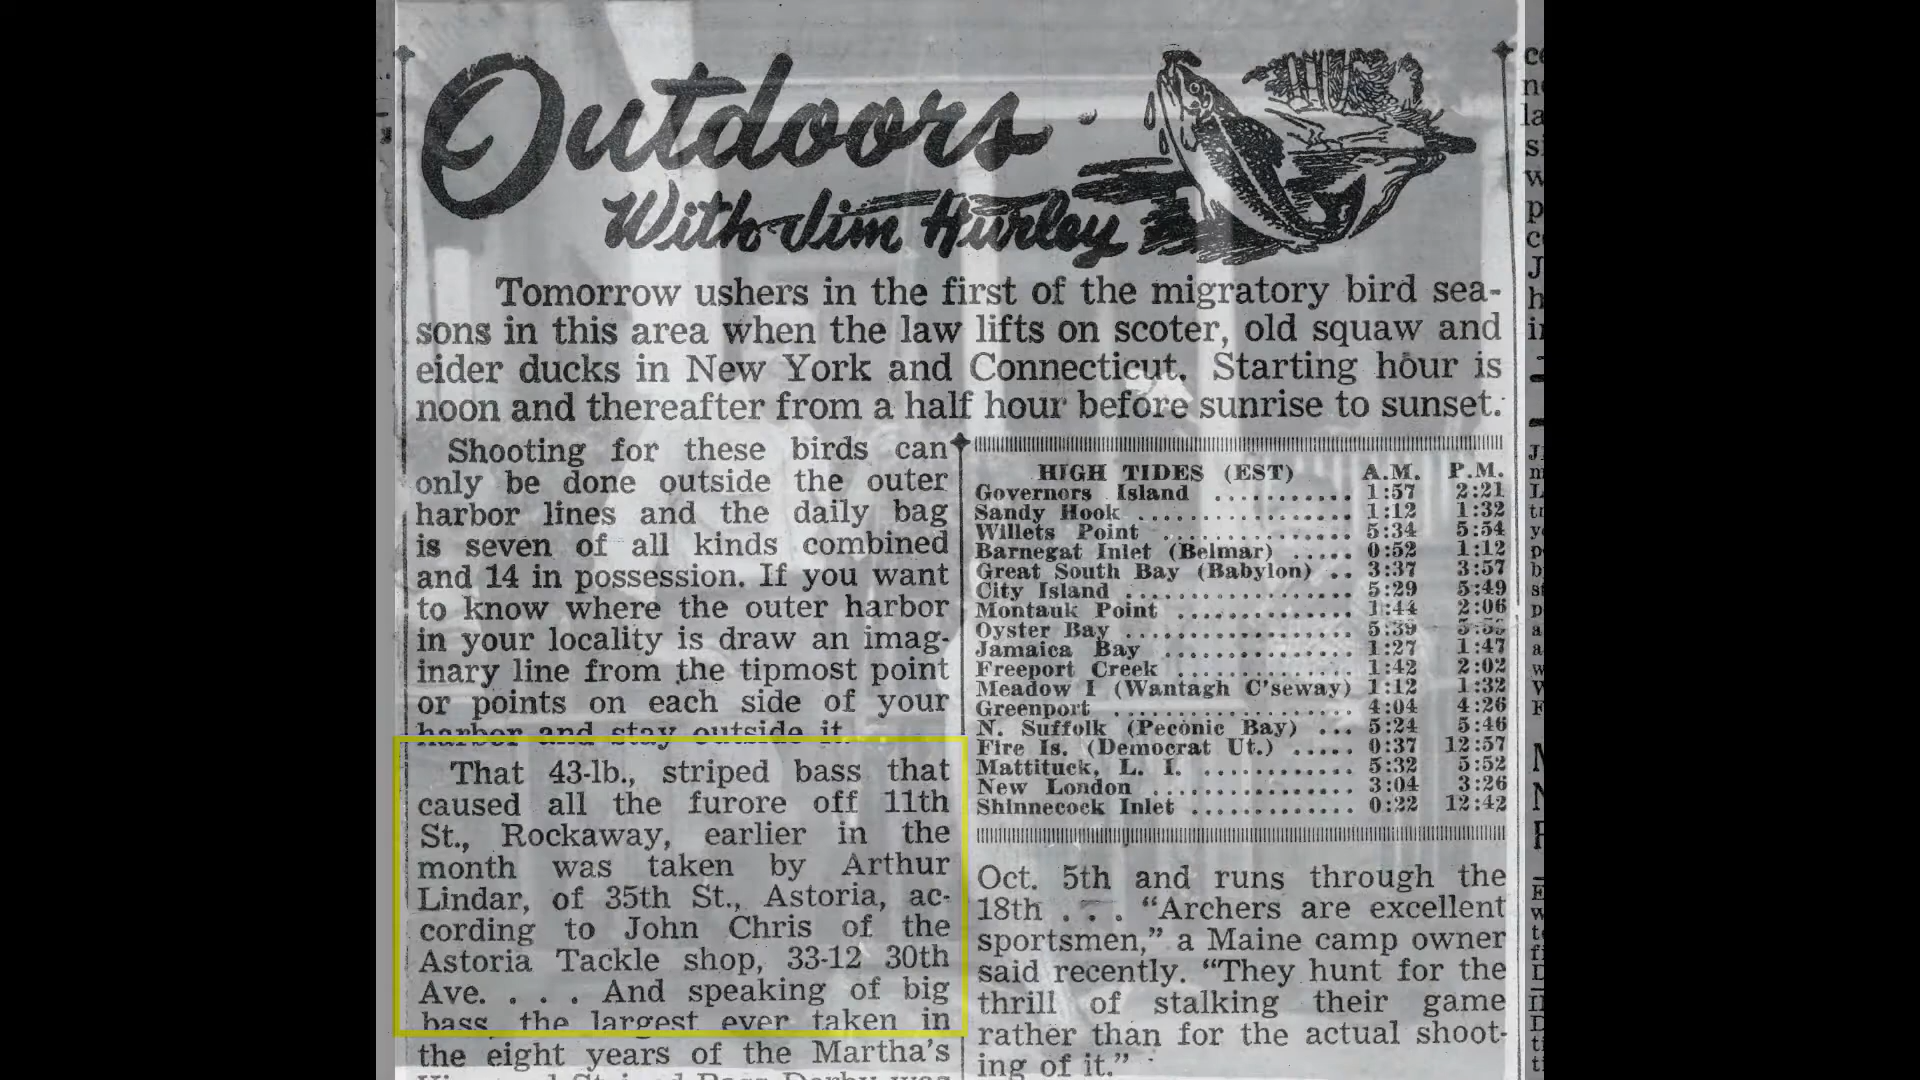 Outdoors
With Jim Hurley
Tomorrow ushers in the first of the migratory bird sea-
sons in this area when the law lifts on scoter, old squaw and
eider ducks in New York and Connecticut. Starting hour is
noon and thereafter from a half hour before sunrise to sunset.
Shooting for these birds can
only be done outside the outer
harbor lines and the daily bag
is seven of all kinds combined
and 14 in possession. If you want
to know where the outer harbor
in your locality is draw an imag-
inary line from the tipmost point
or points on each side of your
harbor and stay outside it.
That 43-lb., striped bass that
caused all the furore off 11th
St., Rockaway, earlier in the
month was taken by Arthur
Lindar, of 35th St., Astoria, ac-
cording to John Chris of the
Astoria Tackle shop, 33-12 30th
Ave. . . . And speaking of big
bass, the largest ever taken in
the eight years of the Martha's
HIGH TIDES (EST) A.M. P.M.
Governors Island ........... 1:57 2:21
Sandy Hook ................. 1:12 1:32
Willets Point ............... 5:34 5:54
Barnegat Inlet (Belmar) ..... 0:52 1:12
Great South Bay (Babylon) .. 3:37 3:57
City Island .................. 5:29 5:49
Montauk Point .............. 1:44 2:06
Oyster Bay .................. 5:39
Jamaica Bay ............... 1:27 1:47
Freeport Creek ............. 1:42 2:02
Meadow I (Wantagh C'seway) 1:12 1:32
Greenport .................. 4:04 4:26
N. Suffolk (Peconic Bay) ... 5:24 5:46
Fire Is. (Democrat Ut.) ..... 0:37 12:57
Mattituck, L. I. ............ 5:32 5:52
New London ............... 3:04 3:26
Shinnecock Inlet ............ 0:22 12:42
Oct. 5th and runs through the
18th . . . "Archers are excellent
sportsmen," a Maine camp owner
said recently. "They hunt for the
thrill of stalking their game
rather than for the actual shoot-
ing of it."